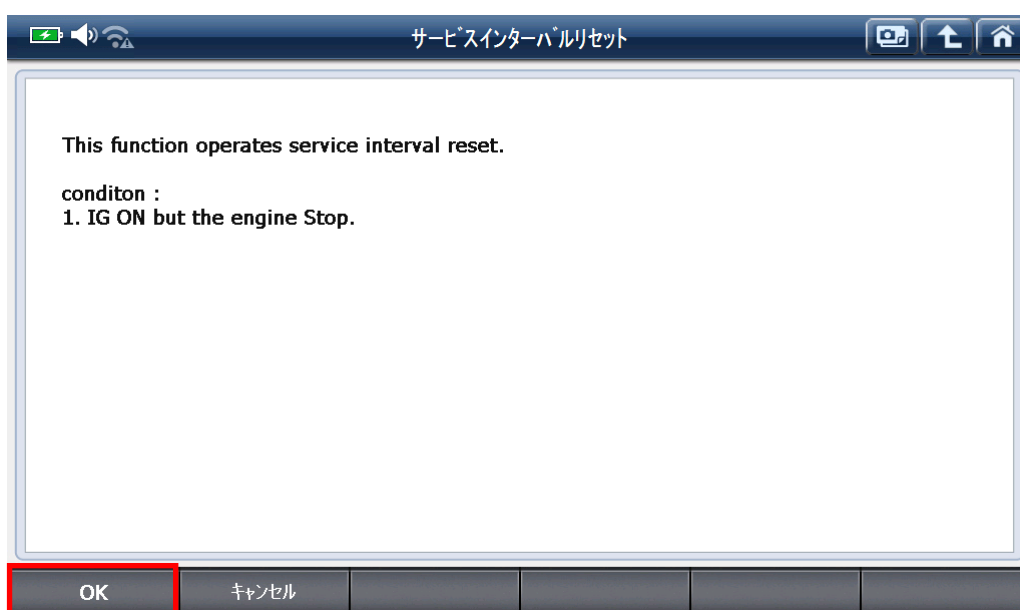 サービスインターバルリセット
This function operates service interval reset.
conditon :
1. IG ON but the engine Stop.
OK
キャンセル